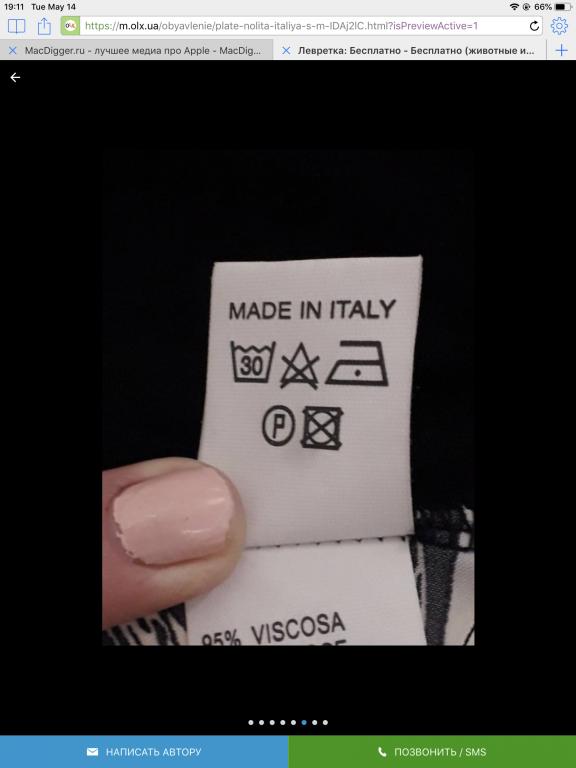 19:11 Tue May 14 66%
https://m.olx.ua/obyavlenie/plate-nolita-italiya-s-m-IDAj2lC.html?isPreviewActive=1
MacDigger.ru - лучшее медиа про Apple - MacDig...
Левретка: Бесплатно - Бесплатно (животные и...
MADE IN ITALY
30
P
95% VISCOSA
НАПИСАТЬ АВТОРУ
ПОЗВОНИТЬ / SMS